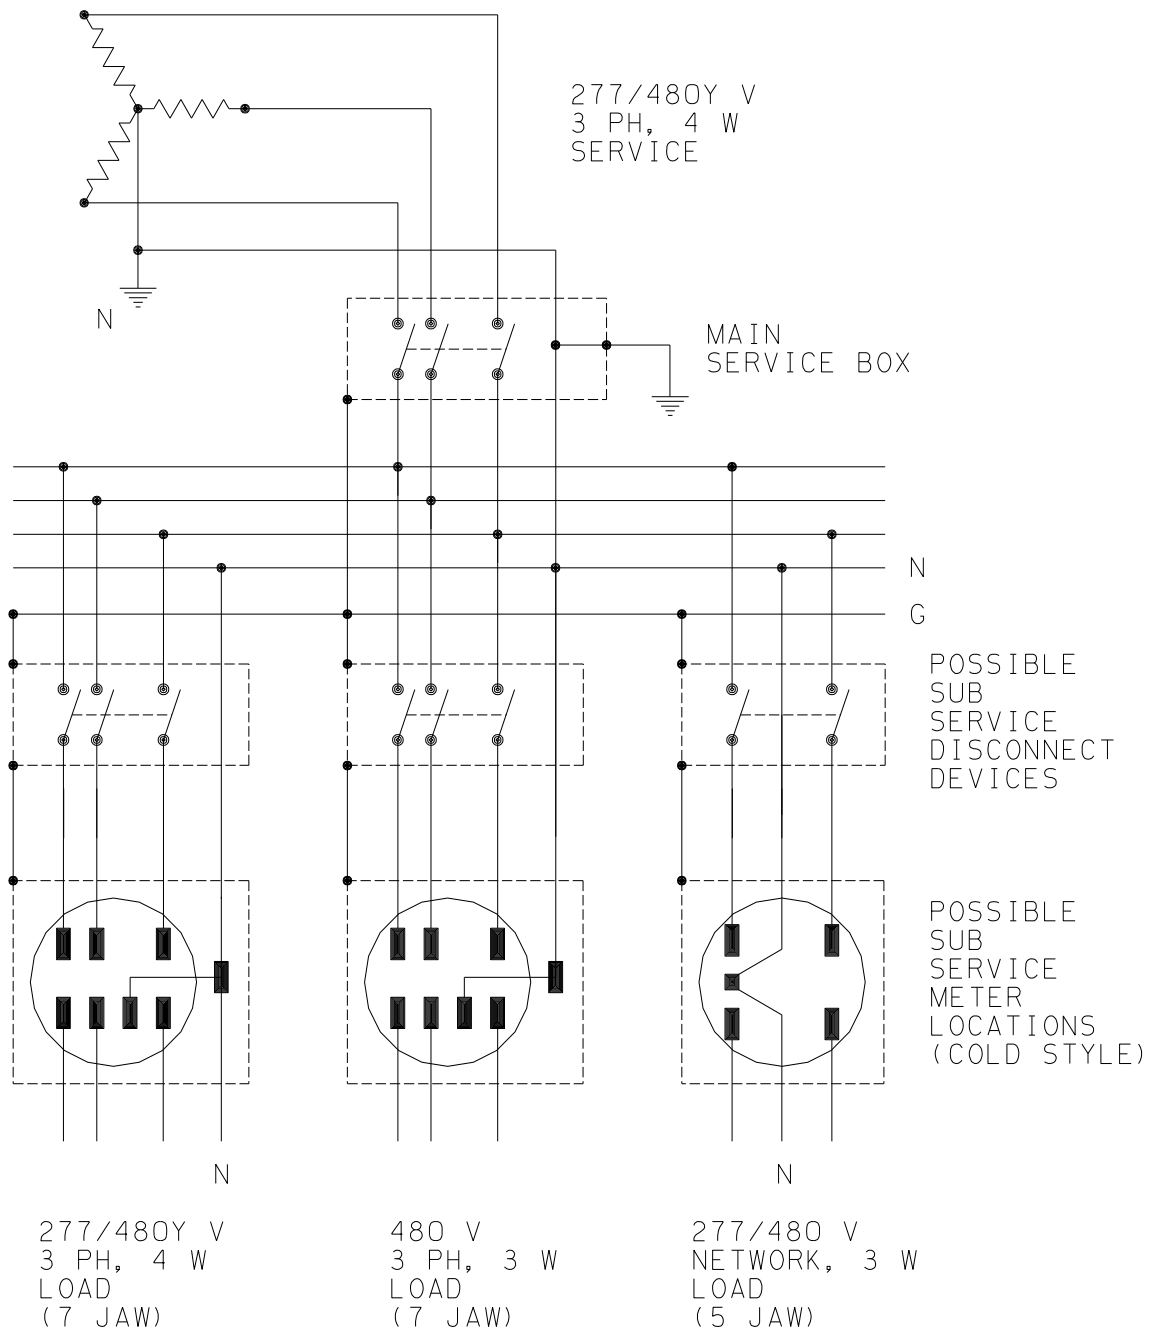 277/480Y V
3 PH, 4 W
SERVICE
N
MAIN
SERVICE BOX
N
G
POSSIBLE
SUB
SERVICE
DISCONNECT
DEVICES
POSSIBLE
SUB
SERVICE
METER
LOCATIONS
(COLD STYLE)
N
N
277/480Y V
3 PH, 4 W
LOAD
(7 JAW)
480 V
3 PH, 3 W
LOAD
(7 JAW)
277/480 V
NETWORK, 3 W
LOAD
(5 JAW)